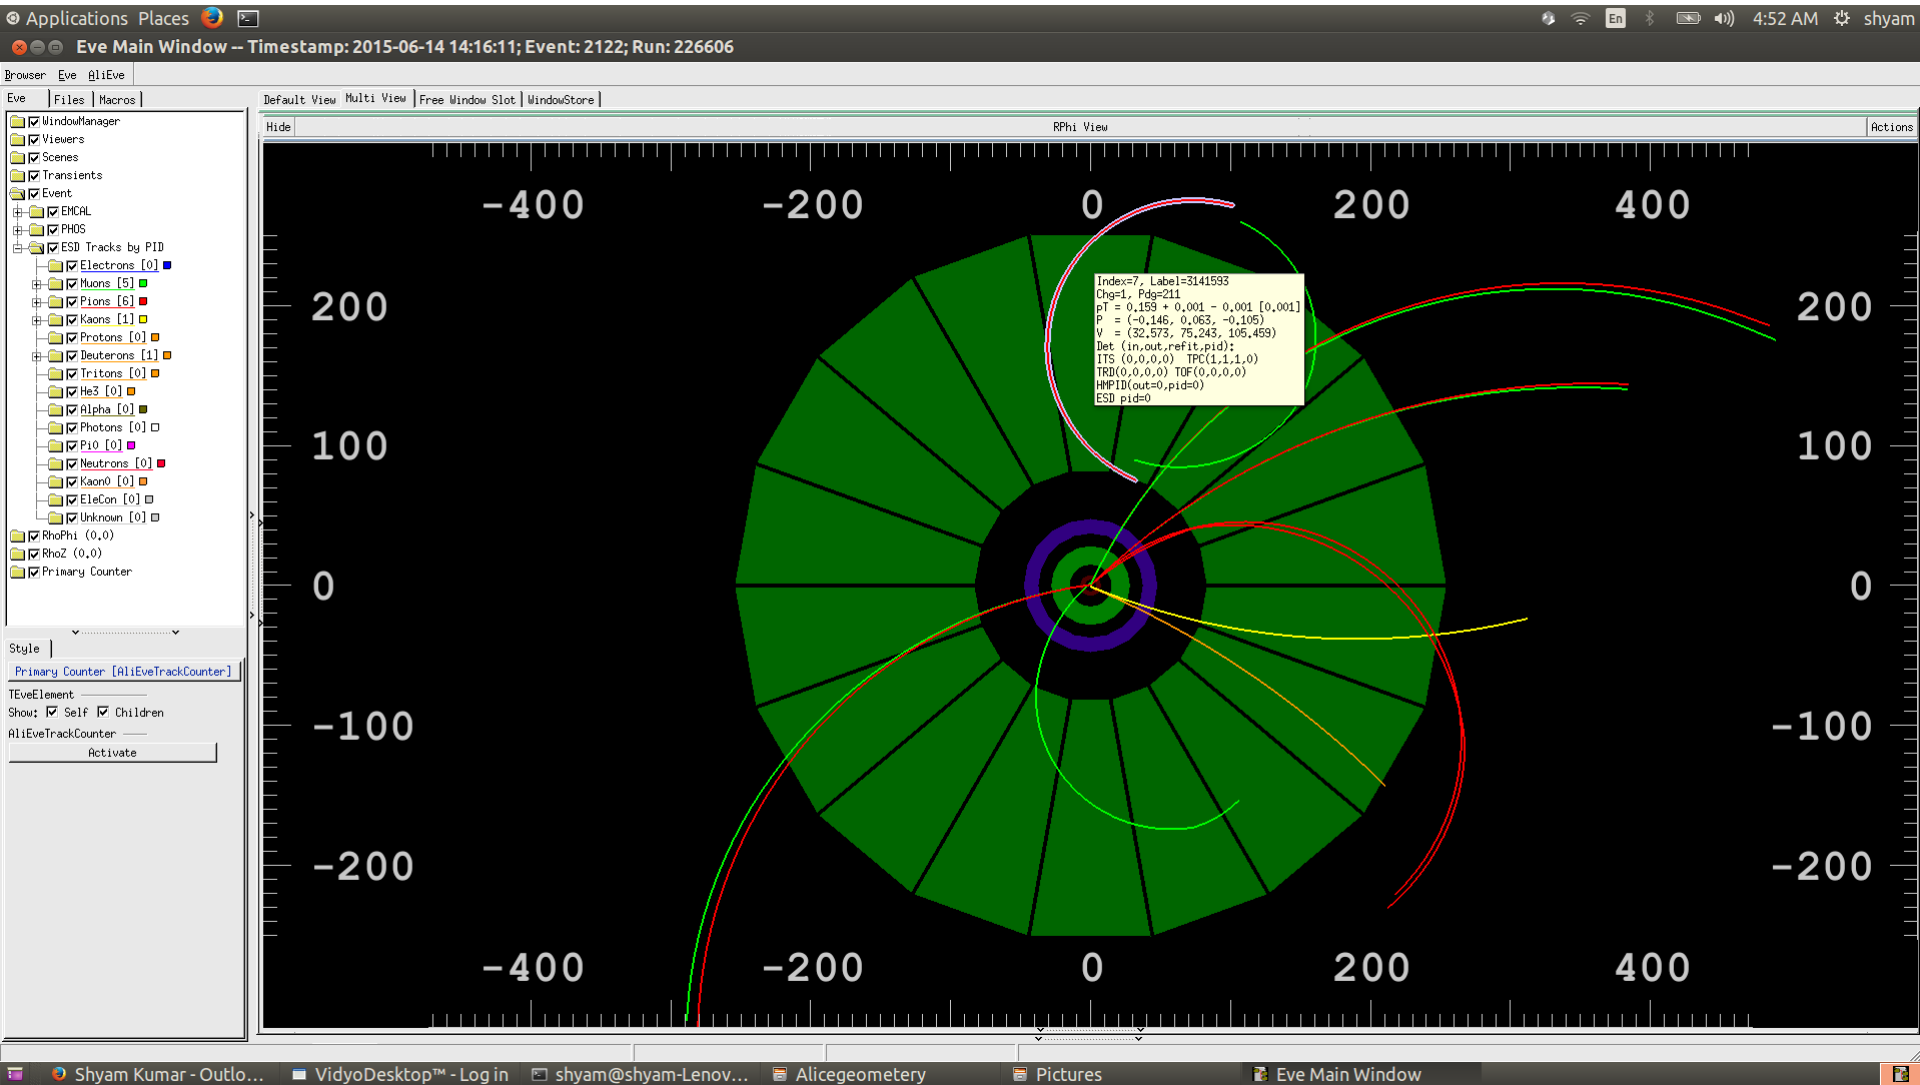 Applications Places
En
4:52 AM
shyam
Eve Main Window -- Timestamp: 2015-06-14 14:16:11; Event: 2122; Run: 226606
Browser Eve AliEve
Eve Files Macros
WindowManager
Viewers
Scenes
Transients
Event
EMCAL
PHOS
ESD Tracks by PID
Electrons [0]
Muons [5]
Pions [6]
Kaons [1]
Protons [0]
Deuterons [1]
Tritons [0]
He3 [0]
Alpha [0]
Photons [0]
Pi0 [0]
Neutrons [0]
Kaon0 [0]
EleCon [0]
Unknown [0]
RhoPhi (0.0)
RhoZ (0.0)
Primary Counter
Style
Primary Counter [AliEveTrackCounter]
TEveElement
Show: Self Children
AliEveTrackCounter
Activate
Default View Multi View Free Window Slot WindowStore
Hide RPhi View Actions
-400 -200 0 200 400
200 200
100 100
0 0
-100 -100
-200 -200
-400 -200 0 200 400
Index=7, Label=3141593
Chg=1, Pdg=211
pT = 0.159 + 0.001 - 0.001 [0.001]
P = (-0.146, 0.063, -0.105)
V = (32.573, 75.243, 105.459)
Det (in,out,refit,pid):
ITS (0,0,0,0) TPC(1,1,1,0)
TRD(0,0,0,0) TOF(0,0,0,0)
HMPID(out=0,pid=0)
ESD pid=0
Shyam Kumar - Outlo... VidyoDesktop™ - Log in shyam@shyam-Lenov... Alicegeometery Pictures Eve Main Window